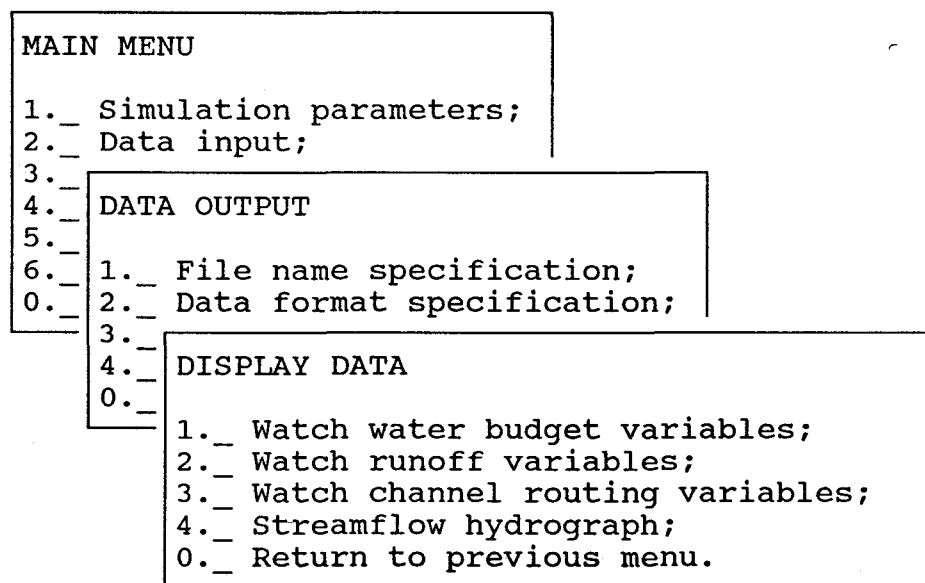 MAIN MENU
1._ Simulation parameters;
2._ Data input;
3._
4._
5._
6._
0._
DATA OUTPUT
1._ File name specification;
2._ Data format specification;
3._
4._
0._
DISPLAY DATA
1._ Watch water budget variables;
2._ Watch runoff variables;
3._ Watch channel routing variables;
4._ Streamflow hydrograph;
0._ Return to previous menu.